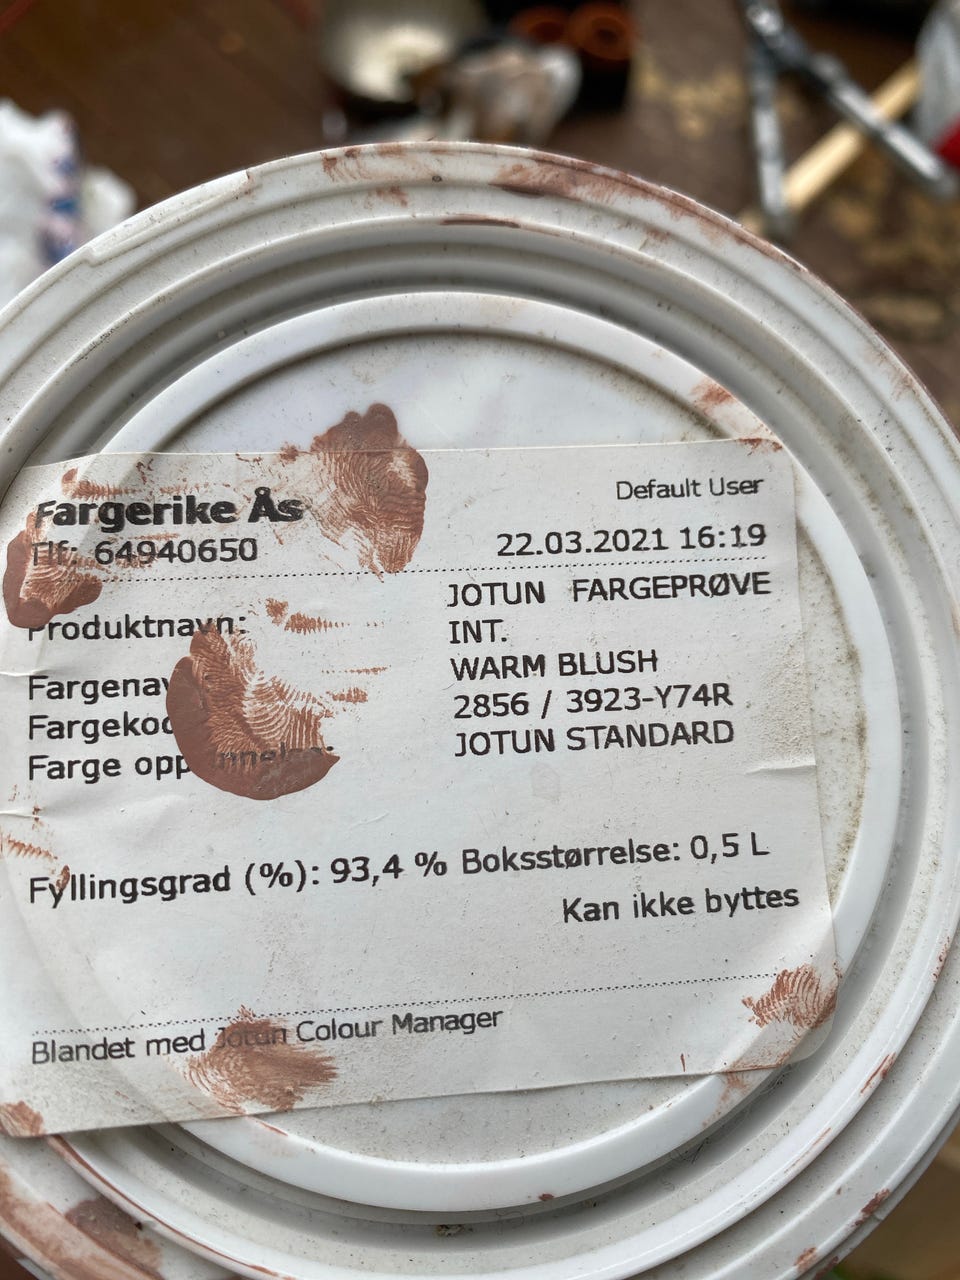 Default User
Fargerike Ås
Tlf: 64940650 22.03.2021 16:19
Produktnavn: JOTUN FARGEPRØVE
INT.
WARM BLUSH
2856 / 3923-Y74R
Farge JOTUN STANDARD
Fyllingsgrad (%): 93,4 % Boksstørrelse: 0,5 L
Kan ikke byttes
Blandet med Jotun Colour Manager